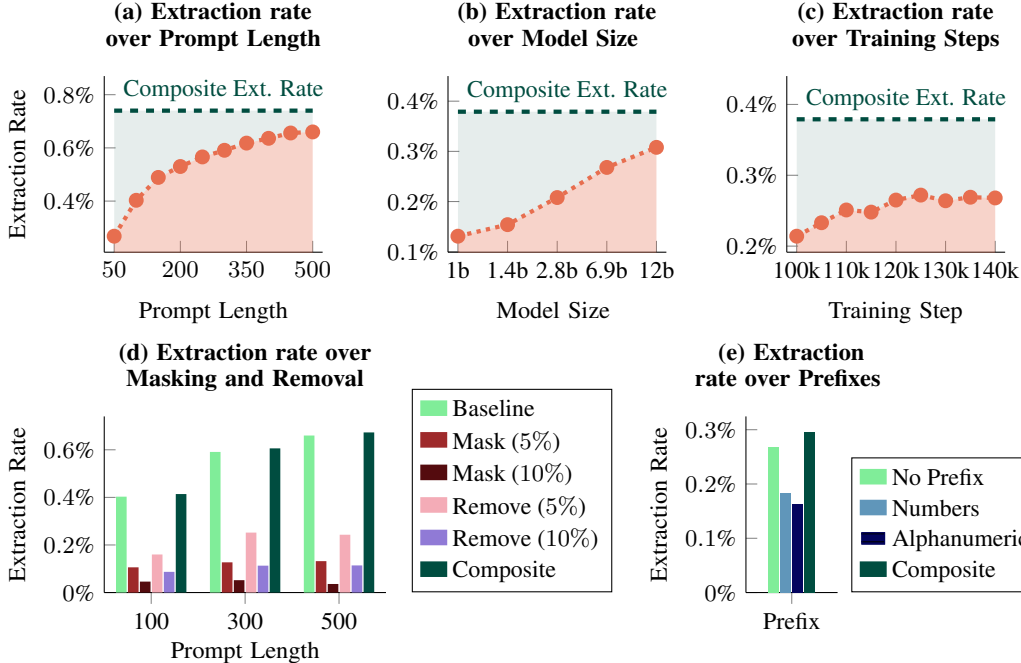 (a) Extraction rate
over Prompt Length
Extraction Rate
0.8%
0.6%
0.4%
Composite Ext. Rate
50 200 350 500
Prompt Length
(b) Extraction rate
over Model Size
0.4%
0.3%
0.2%
0.1%
1b 1.4b 2.8b 6.9b 12b
Model Size
(c) Extraction rate
over Training Steps
0.4%
0.3%
0.2%
Composite Ext. Rate
100k 110k 120k 130k 140k
Training Step
(d) Extraction rate over
Masking and Removal
Extraction Rate
0.6%
0.4%
0.2%
0%
100 300 500
Prompt Length
Baseline
Mask (5%)
Mask (10%)
Remove (5%)
Remove (10%)
Composite
(e) Extraction
rate over Prefixes
Extraction Rate
0.3%
0.2%
0.1%
0%
Prefix
No Prefix
Numbers
Alphanumeric
Composite